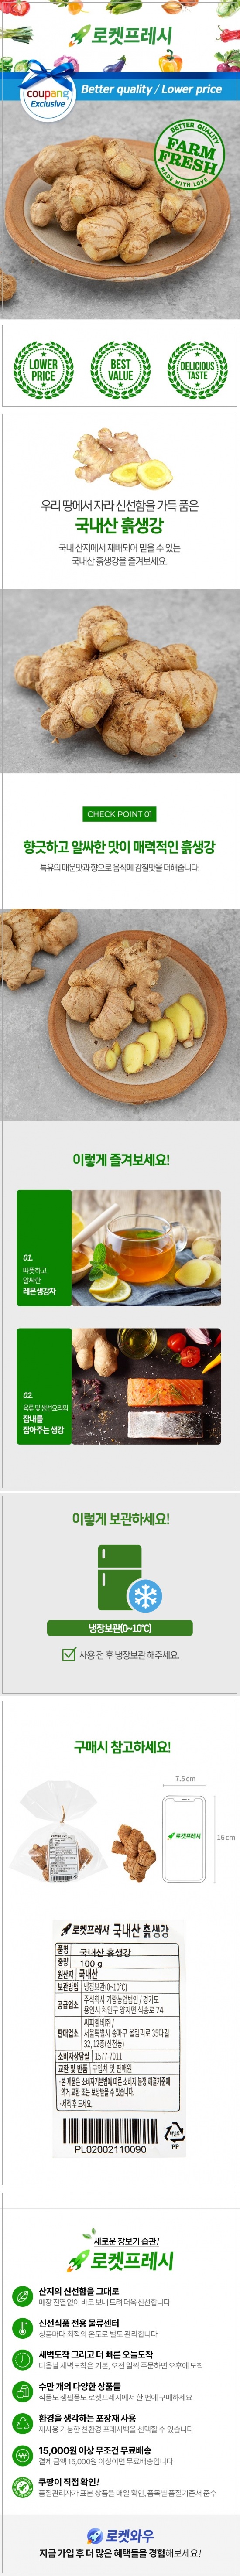 로켓프레시
coupang
Exclusive
Better quality / Lower price
BETTER QUALITY
FARM
FRESH
MADE WITH LOVE
LOWER
PRICE
BEST
VALUE
DELICIOUS
TASTE
우리 땅에서 자라 신선함을 가득 품은
국내산 흙생강
국내 산지에서 재배되어 믿을 수 있는
국내산 흙생강을 즐겨보세요.
CHECK POINT 01
향긋하고 알싸한 맛이 매력적인 흙생강
특유의 매운맛과 향으로 음식에 감칠맛을 더해줍니다.
이렇게 즐겨보세요!
01.
따뜻하고
알싸한
레몬생강차
02.
육류 및 생선요리의
잡내를
잡아주는 생강
이렇게 보관하세요!
냉장보관(0~10℃)
사용 전 후 냉장보관 해주세요.
구매시 참고하세요!
7.5cm
로켓프레시
16cm
로켓프레시 국내산 흙생강
품명 국내산 흙생강
중량 100 g
원산지 국내산
보관방법 냉장보관(0~10℃)
공급업소 주식회사 가람농업법인 / 경기도
용인시 처인구 양지면 식송로 74
판매업소 씨피엘비㈜ /
서울특별시 송파구 올림픽로 35다길
32, 13층(신천동)
소비자상담실 1577-7011
교환 및 반품 구입처 및 판매원
·본 제품은 소비자기본법에 따른 소비자 분쟁 해결기준에
의거 교환 또는 보상받을 수 있습니다.
·세척 후 드세요.
PL02002110090
PP
새로운 장보기 습관!
로켓프레시
산지의 신선함을 그대로
매장 진열 없이 바로 보내 드려 더욱 신선합니다
신선식품 전용 물류센터
상품마다 최적의 온도로 별도 관리합니다
새벽도착 그리고 더 빠른 오늘도착
다음날 새벽도착은 기본, 오전 일찍 주문하면 오후에 도착
수만 개의 다양한 상품들
식품도 생필품도 로켓프레시에서 한 번에 구매하세요
환경을 생각하는 포장재 사용
재사용 가능한 친환경 프레시백을 선택할 수 있습니다
15,000원 이상 무조건 무료배송
결제 금액 15,000원 이상이면 무료배송입니다
쿠팡이 직접 확인!
품질관리자가 표본 상품을 매일 확인, 품목별 품질기준서 준수
로켓와우
지금 가입 후 더 많은 혜택들을 경험해보세요!